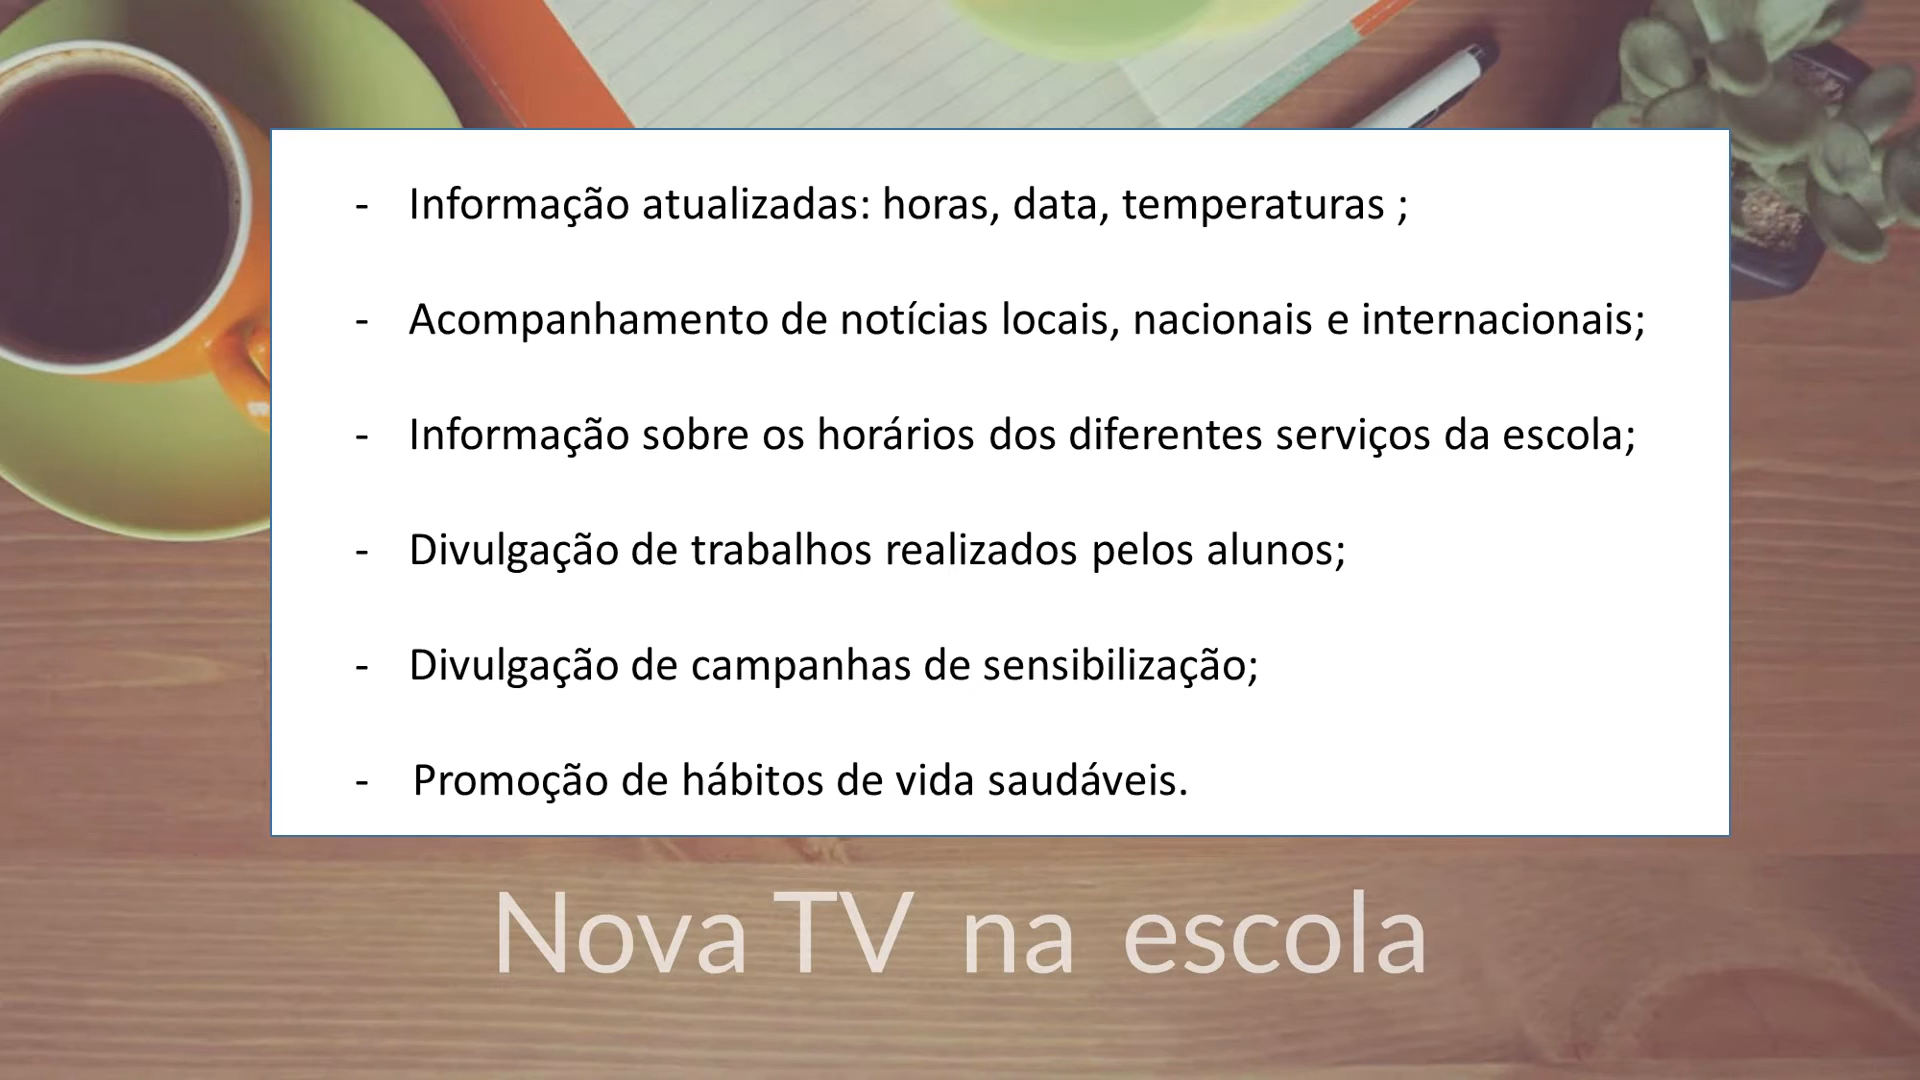 - Informação atualizadas: horas, data, temperaturas ;
- Acompanhamento de notícias locais, nacionais e internacionais;
- Informação sobre os horários dos diferentes serviços da escola;
- Divulgação de trabalhos realizados pelos alunos;
- Divulgação de campanhas de sensibilização;
- Promoção de hábitos de vida saudáveis.
Nova TV na escola